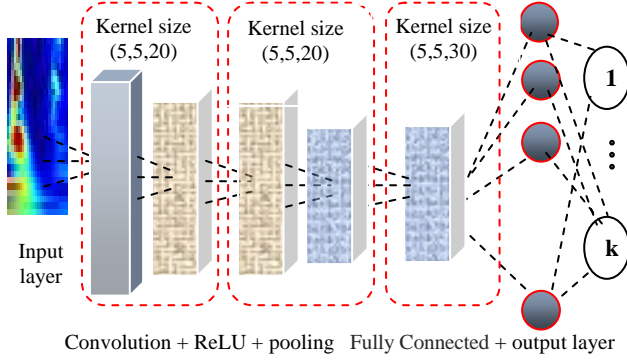 Kernel size
(5,5,20)
Kernel size
(5,5,20)
Kernel size
(5,5,30)
1
k
Input
layer
Convolution + ReLU + pooling
Fully Connected + output layer